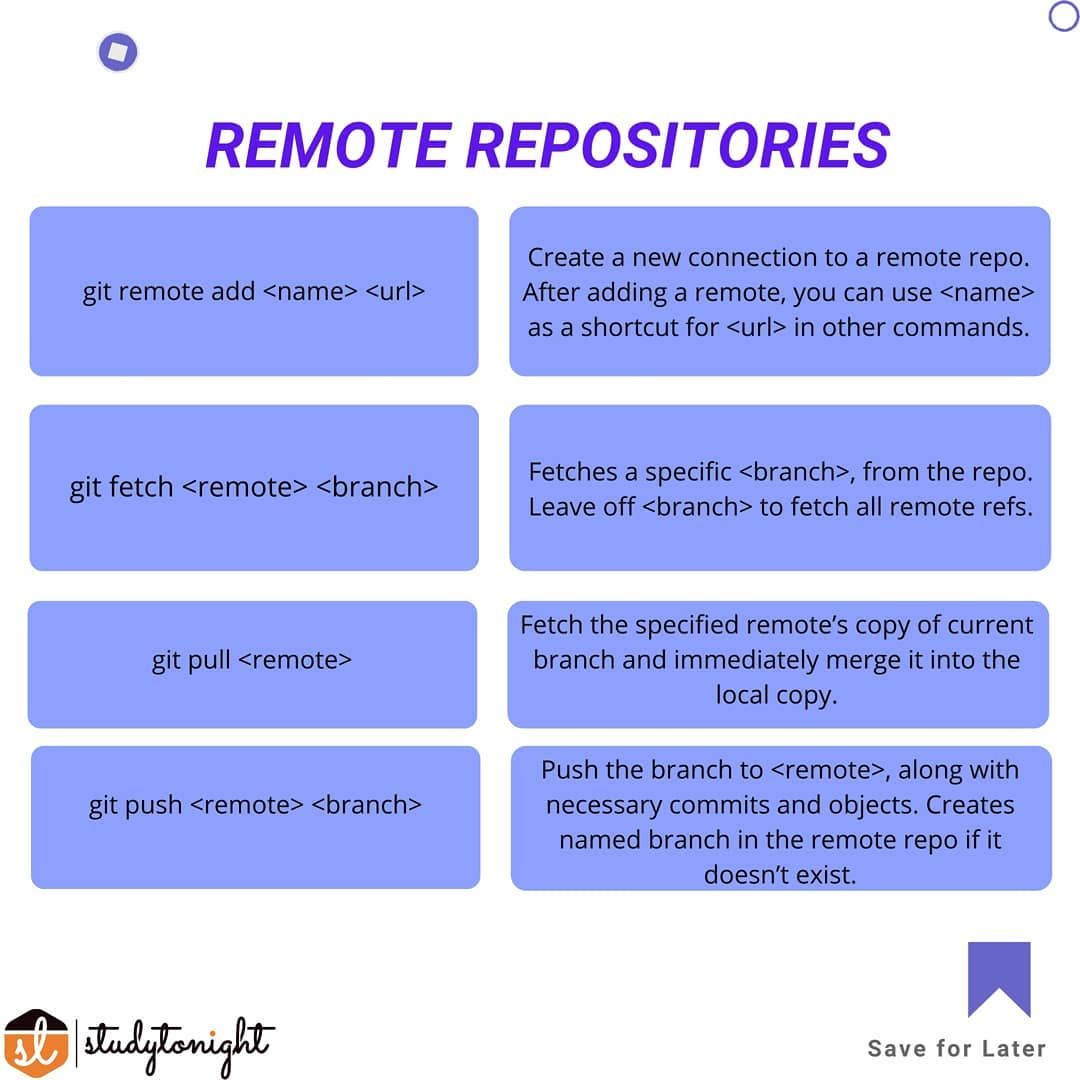 REMOTE REPOSITORIES
git remote add <name> <url>
Create a new connection to a remote repo.
After adding a remote, you can use <name>
as a shortcut for <url> in other commands.
git fetch <remote> <branch>
Fetches a specific <branch>, from the repo.
Leave off <branch> to fetch all remote refs.
git pull <remote>
Fetch the specified remote’s copy of current
branch and immediately merge it into the
local copy.
git push <remote> <branch>
Push the branch to <remote>, along with
necessary commits and objects. Creates
named branch in the remote repo if it
doesn’t exist.
st studytonight
Save for Later